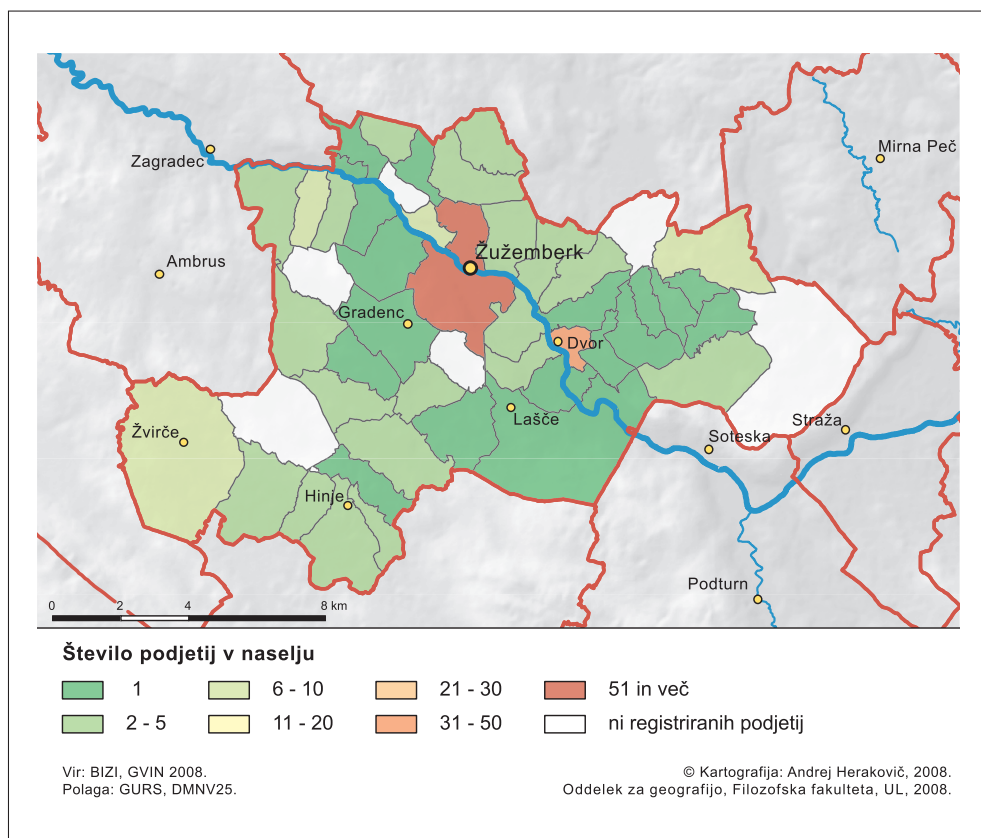 Zagradec
Mirna Peč
Žužemberk
Ambrus
Gradenc
Dvor
Lašče
Straža
Žvirče
Soteska
Hinje
Podturn
0 2 4 8 km
Število podjetij v naselju
1 6 - 10 21 - 30 51 in več
2 - 5 11 - 20 31 - 50 ni registriranih podjetij
Vir: BIZI, GVIN 2008.
Polaga: GURS, DMNV25.
© Kartografija: Andrej Herakovič, 2008.
Oddelek za geografijo, Filozofska fakulteta, UL, 2008.